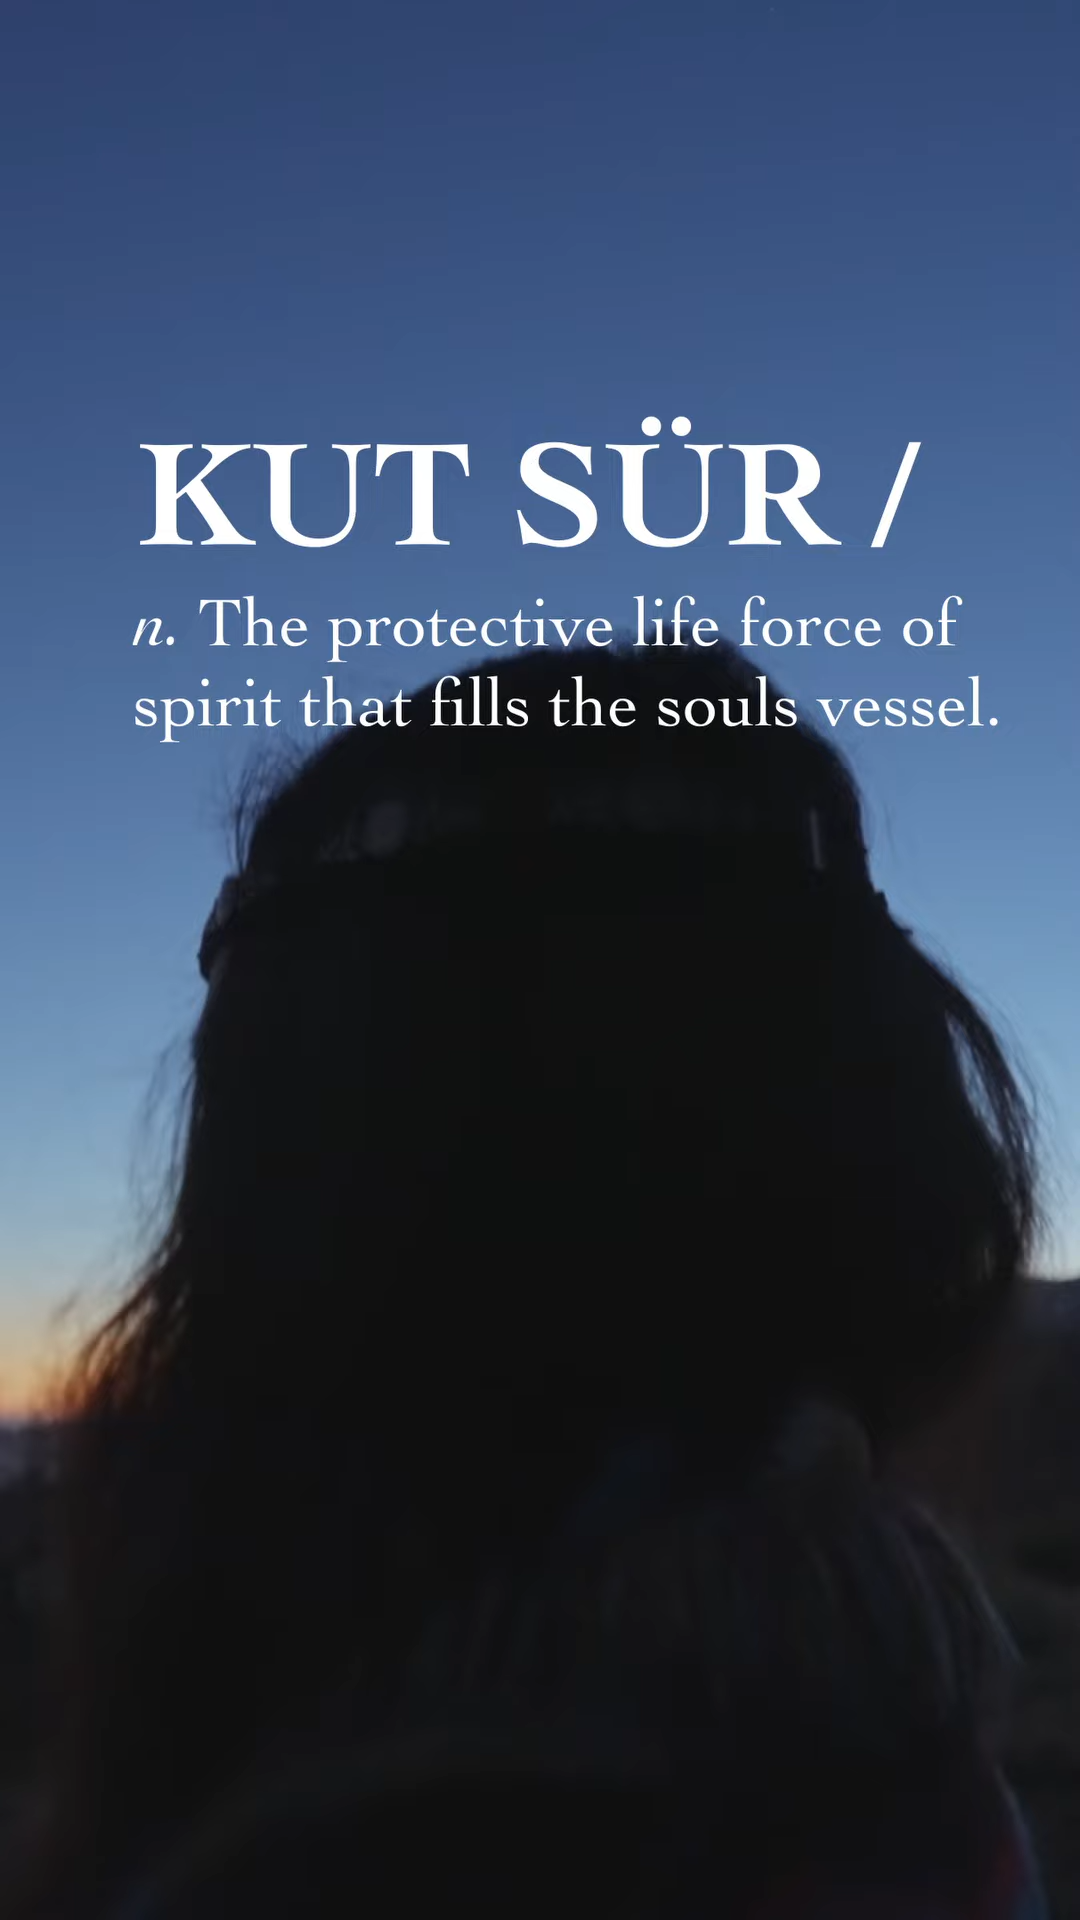 KUT SÜR /
n. The protective life force of
spirit that fills the souls vessel.